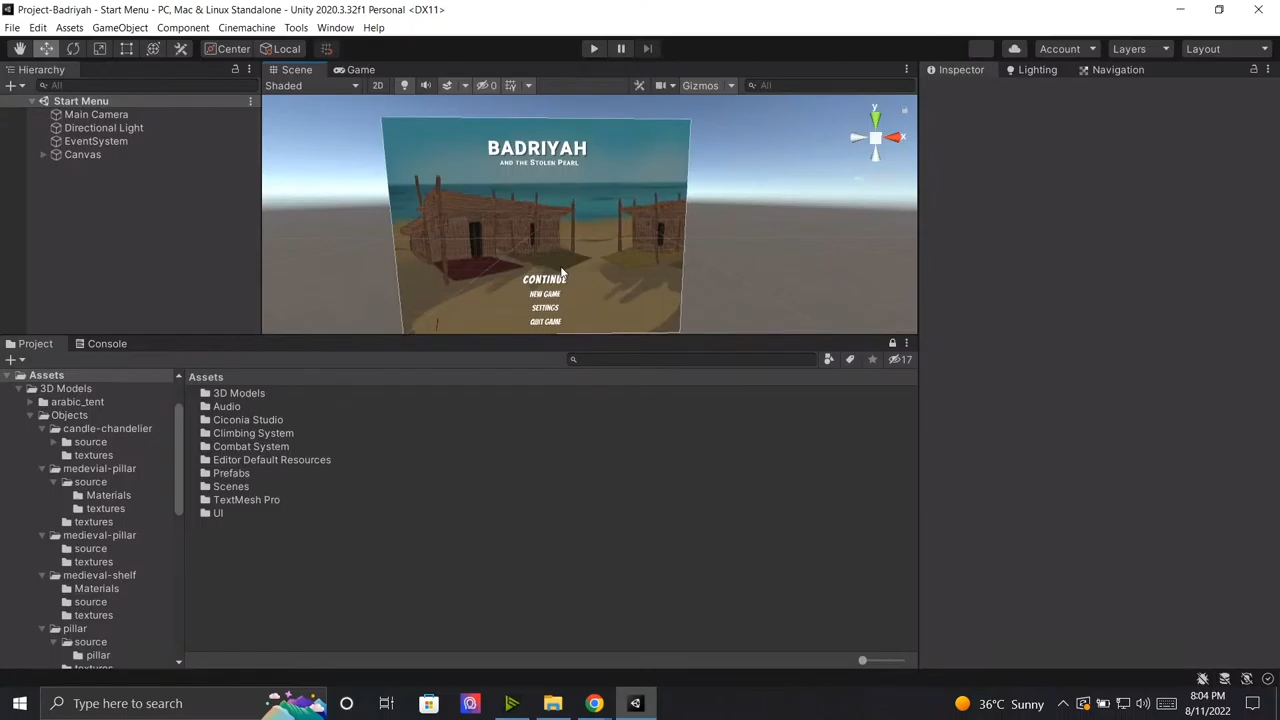 Project-Badriyah - Start Menu - PC, Mac & Linux Standalone - Unity 2020.3.32f1 Personal <DX11>
File Edit Assets GameObject Component Cinemachine Tools Window Help
Center Local Account Layers Layout
Hierarchy Scene Game Inspector Lighting Navigation
All Shaded 2D 0 Gizmos All
Start Menu
Main Camera
Directional Light
EventSystem
Canvas
y
x
BADRIYAH
AND THE STOLEN PEARL
CONTINUE
NEW GAME
SETTINGS
QUIT GAME
Project Console
17
Assets
3D Models
arabic_tent
Objects
candle-chandelier
source
textures
medevial-pillar
source
Materials
textures
textures
medieval-pillar
source
textures
medieval-shelf
Materials
source
textures
pillar
source
pillar
textures
Assets
3D Models
Audio
Ciconia Studio
Climbing System
Combat System
Editor Default Resources
Prefabs
Scenes
TextMesh Pro
UI
Type here to search
36°C Sunny
8:04 PM
8/11/2022